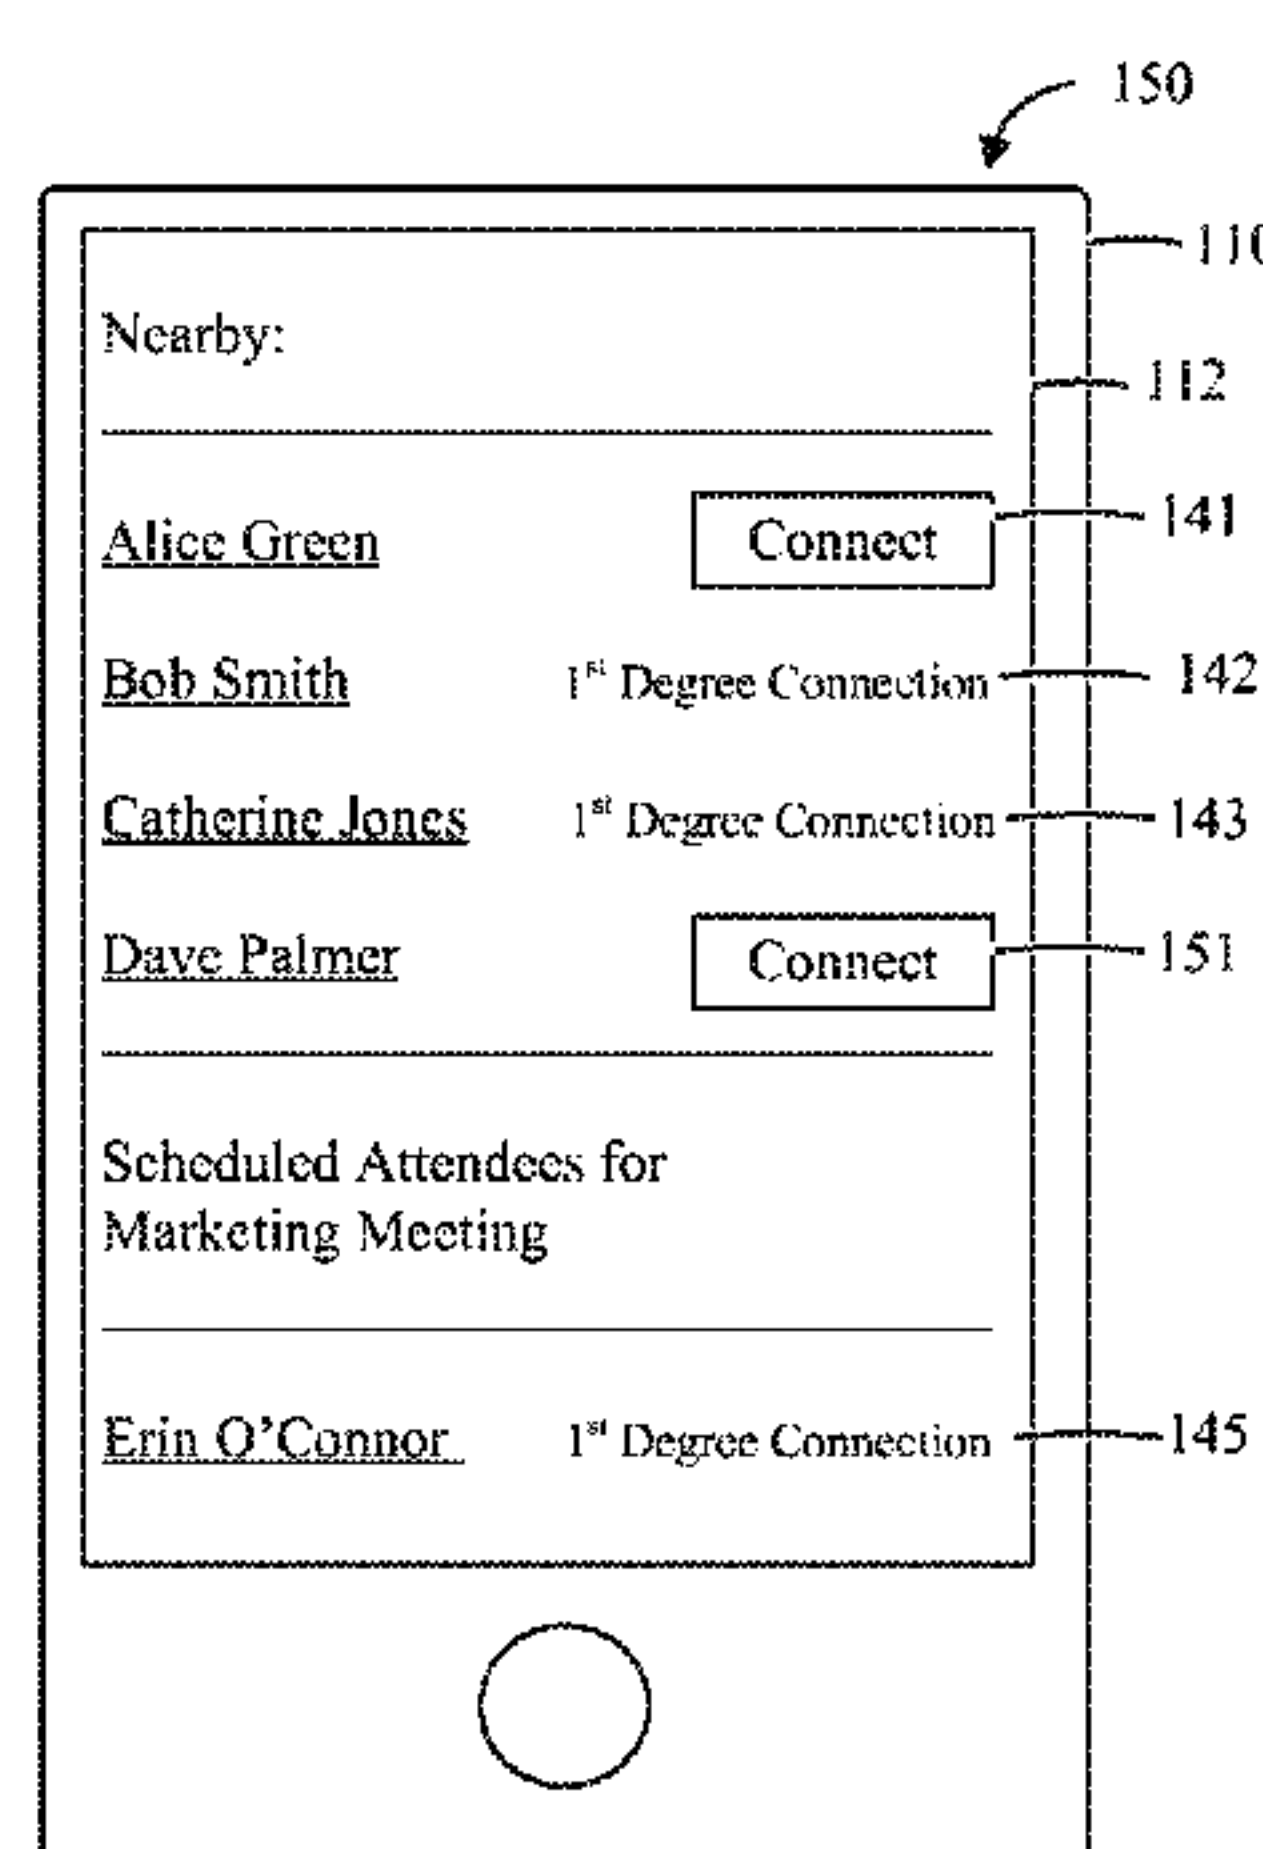 150
110
Nearby:
112
Alice Green Connect 141
Bob Smith 1st Degree Connection 142
Catherine Jones 1st Degree Connection 143
Dave Palmer Connect 151
Scheduled Attendees for
Marketing Meeting
Erin O'Connor 1st Degree Connection 145